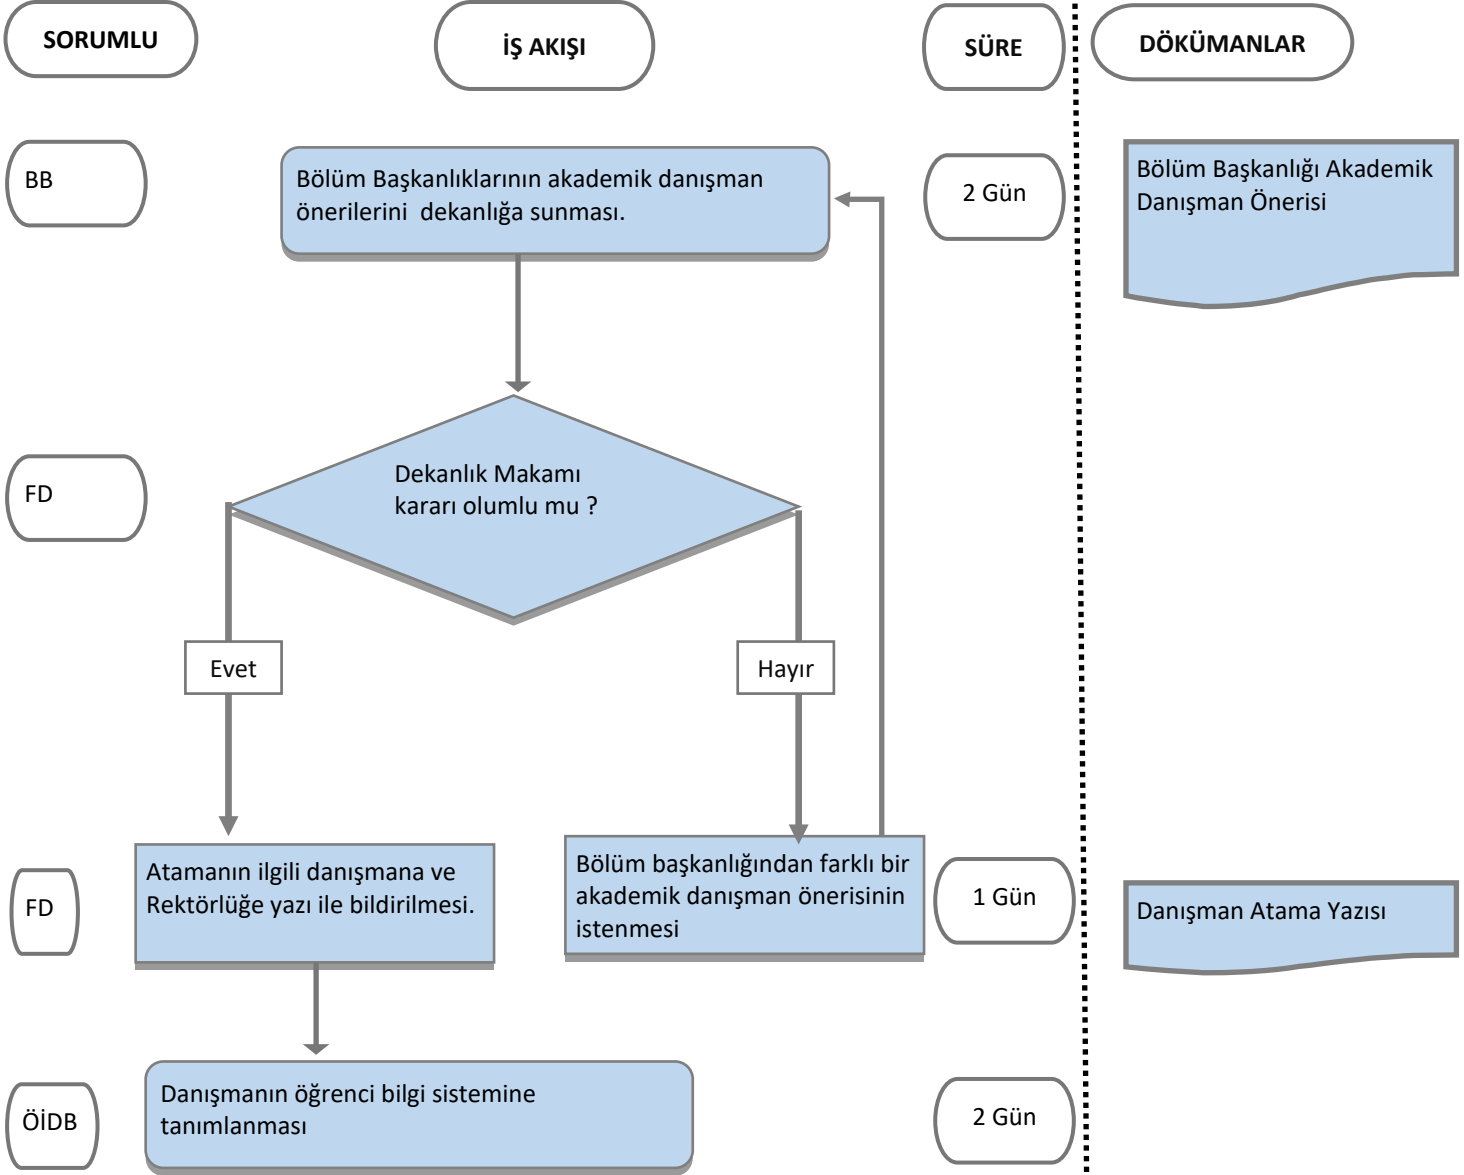 SORUMLU
İŞ AKIŞI
SÜRE
DÖKÜMANLAR
BB
Bölüm Başkanlıklarının akademik danışman
önerilerini dekanlığa sunması.
2 Gün
Bölüm Başkanlığı Akademik
Danışman Önerisi
FD
Dekanlık Makamı
kararı olumlu mu ?
Evet
Hayır
FD
Atamanın ilgili danışmana ve
Rektörlüğe yazı ile bildirilmesi.
Bölüm başkanlığından farklı bir
akademik danışman önerisinin
istenmesi
1 Gün
Danışman Atama Yazısı
ÖİDB
Danışmanın öğrenci bilgi sistemine
tanımlanması
2 Gün